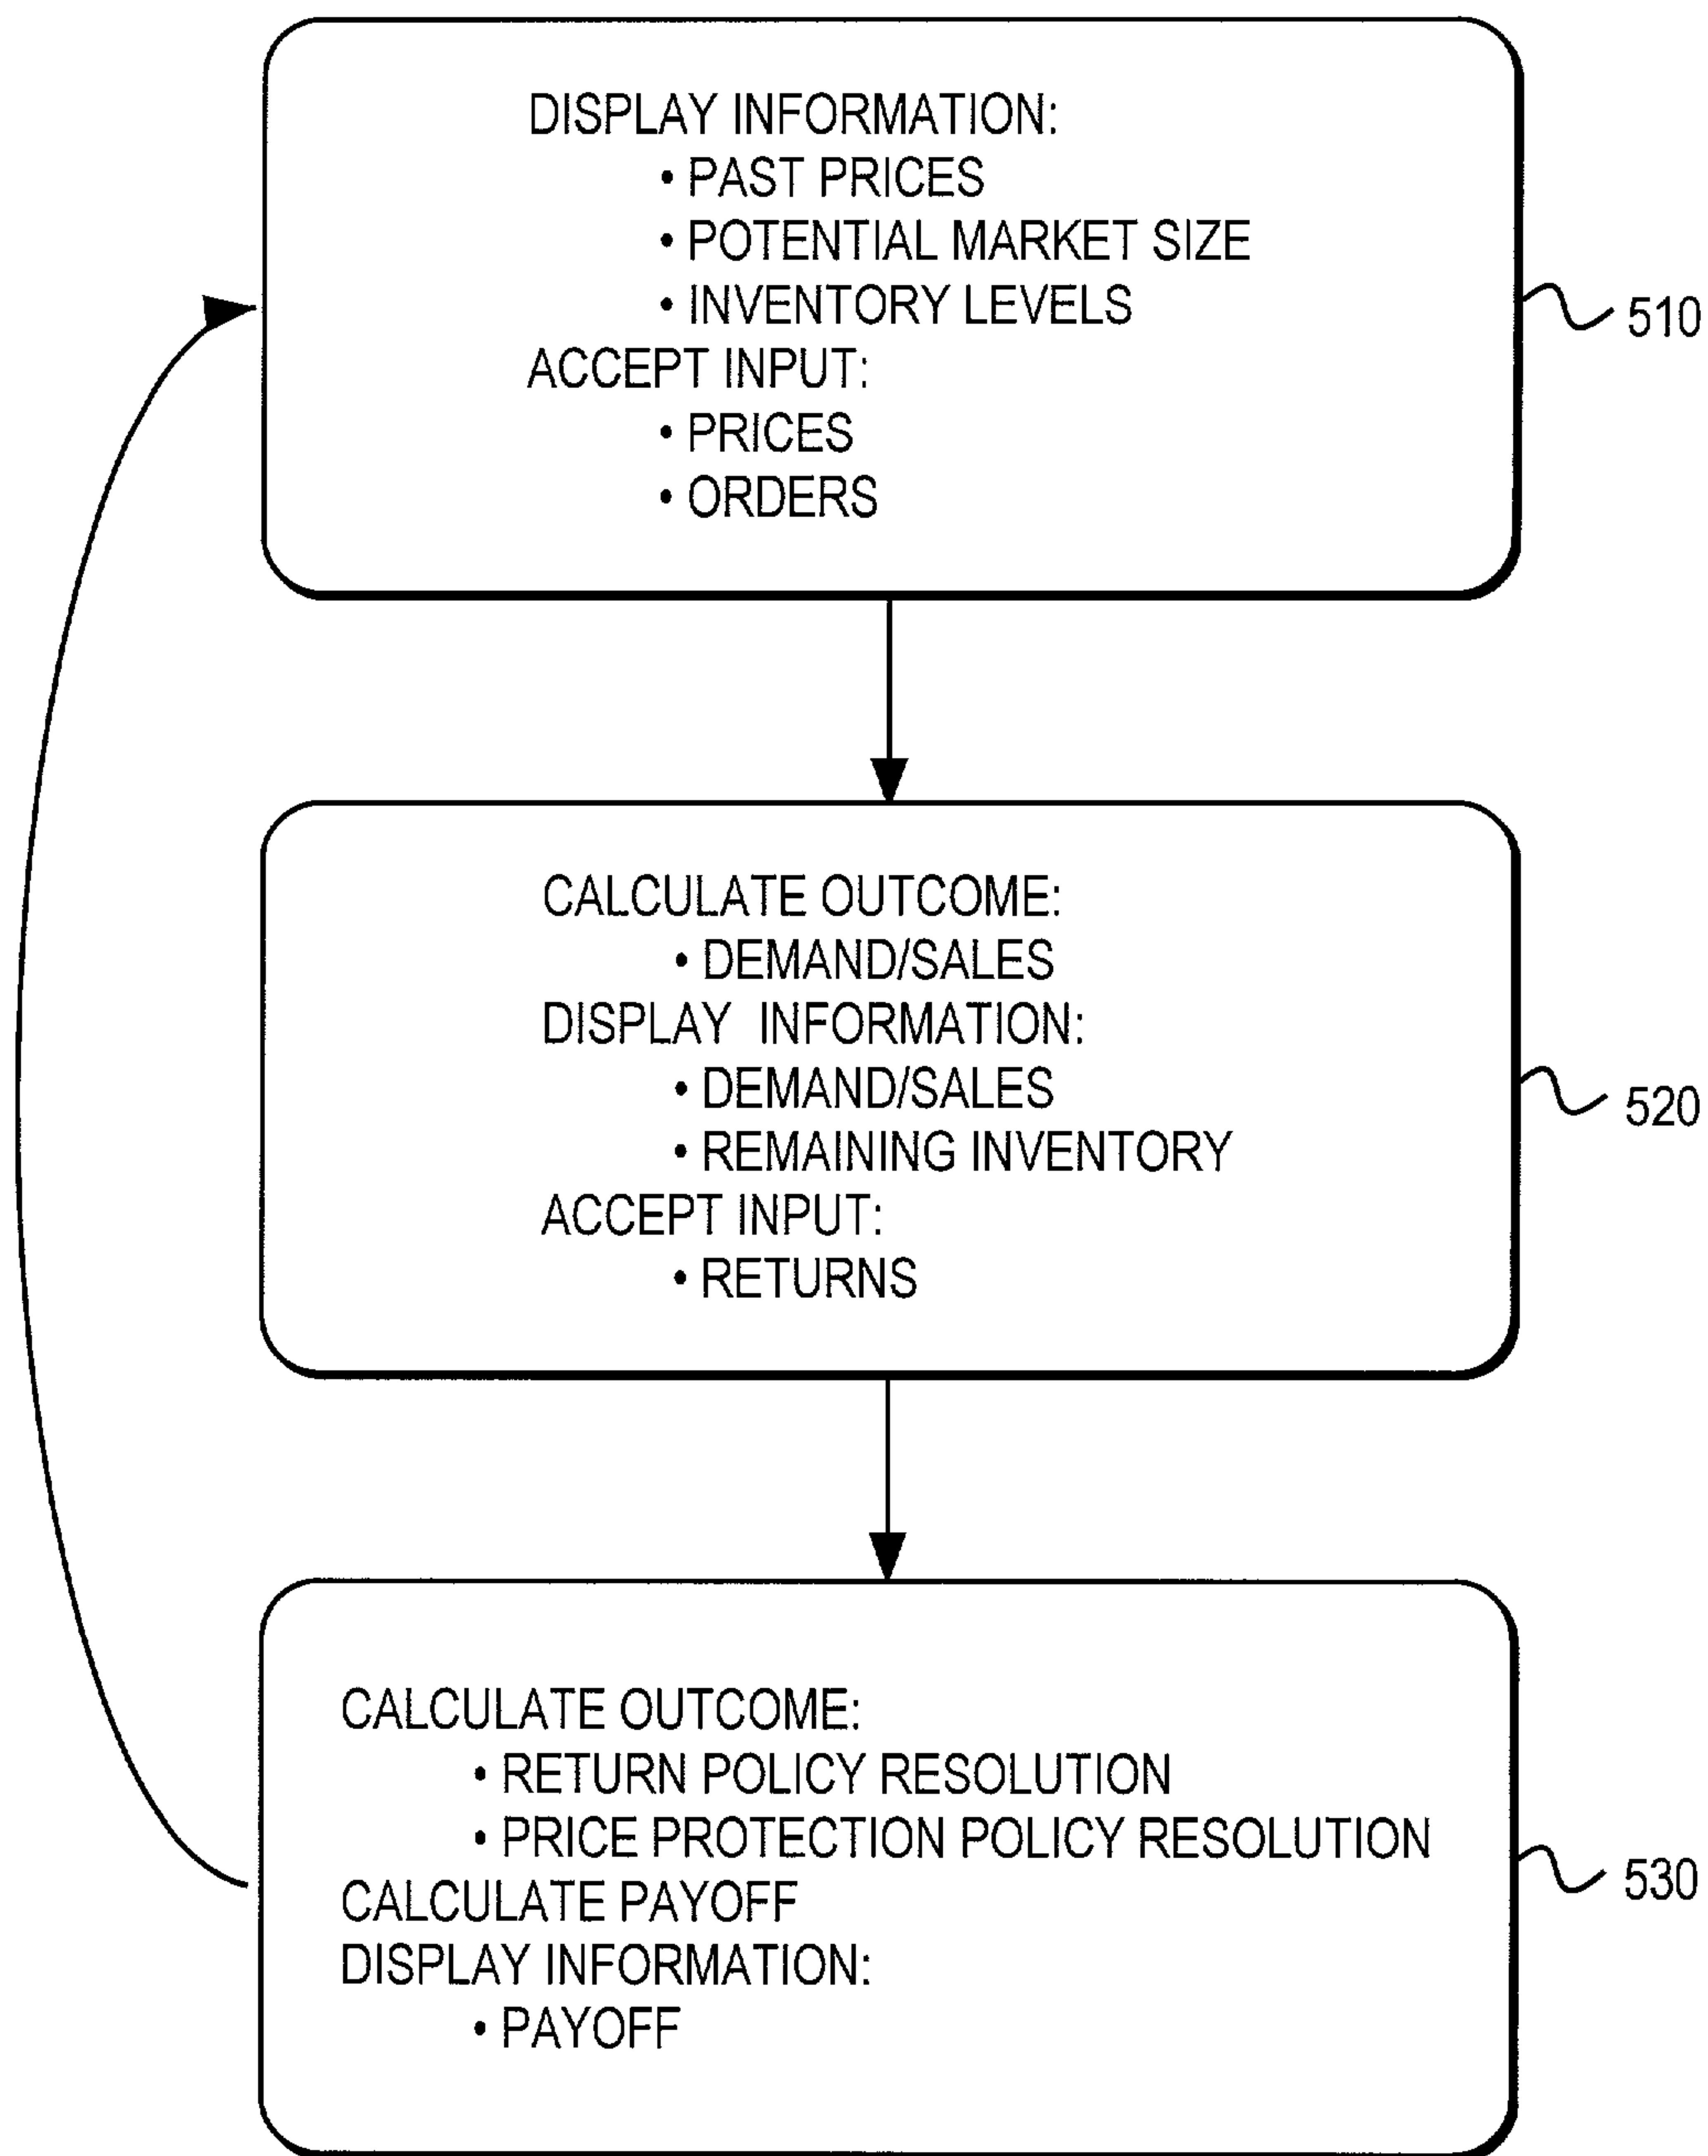 DISPLAY INFORMATION:
• PAST PRICES
• POTENTIAL MARKET SIZE
• INVENTORY LEVELS
ACCEPT INPUT:
• PRICES
• ORDERS
510
CALCULATE OUTCOME:
• DEMAND/SALES
DISPLAY INFORMATION:
• DEMAND/SALES
• REMAINING INVENTORY
ACCEPT INPUT:
• RETURNS
520
CALCULATE OUTCOME:
• RETURN POLICY RESOLUTION
• PRICE PROTECTION POLICY RESOLUTION
CALCULATE PAYOFF
DISPLAY INFORMATION:
• PAYOFF
530